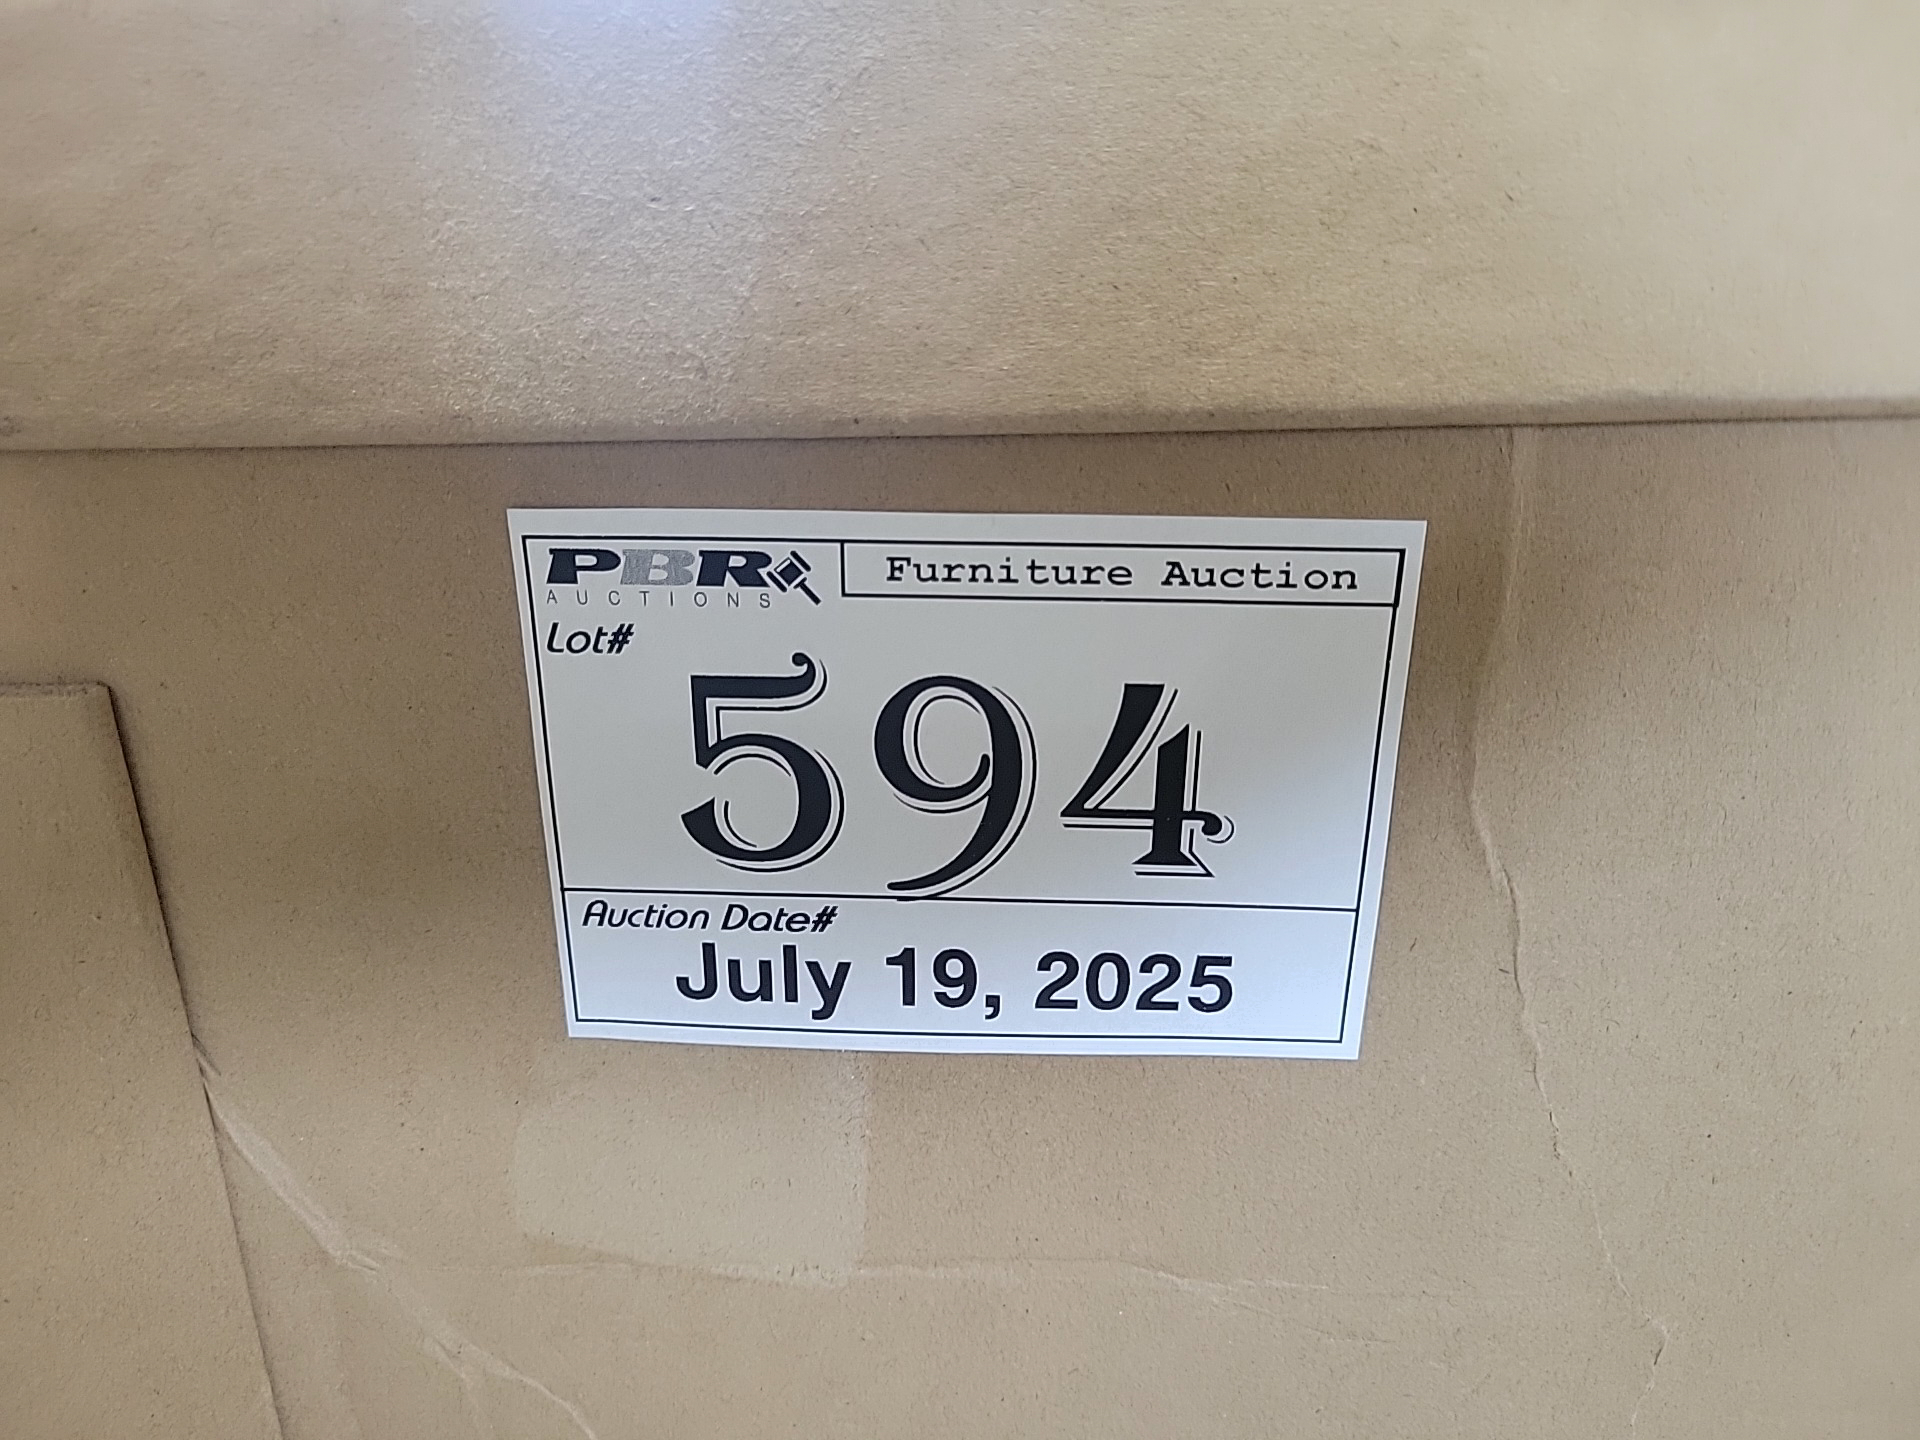 PBR
AUCTIONS
Furniture Auction
Lot#
594
Auction Date#
July 19, 2025